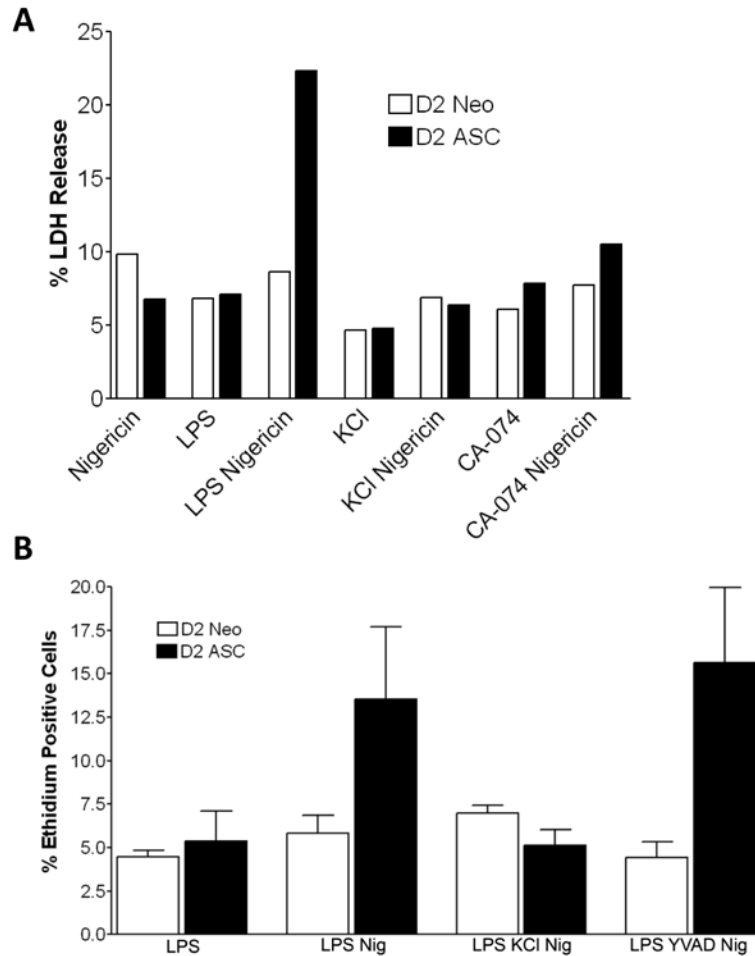 A
% LDH Release
25
20
15
10
5
0
D2 Neo
D2 ASC
Nigericin
LPS
LPS Nigericin
KCl
KCl Nigericin
CA-074
CA-074 Nigericin
B
% Ethidium Positive Cells
20.0
17.5
15.0
12.5
10.0
7.5
5.0
2.5
0.0
D2 Neo
D2 ASC
LPS
LPS Nig
LPS KCl Nig
LPS YVAD Nig